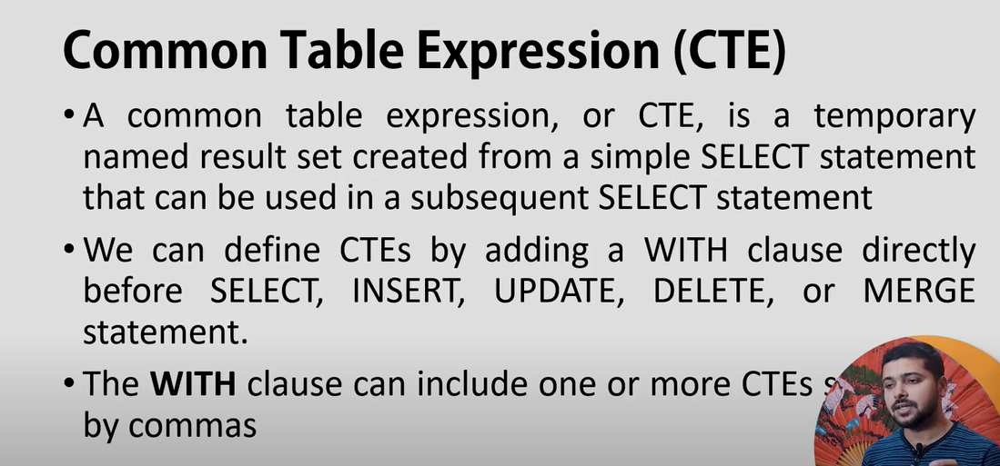 Common Table Expression (CTE)
• A common table expression, or CTE, is a temporary
named result set created from a simple SELECT statement
that can be used in a subsequent SELECT statement
• We can define CTEs by adding a WITH clause directly
before SELECT, INSERT, UPDATE, DELETE, or MERGE
statement.
• The WITH clause can include one or more CTEs
by commas